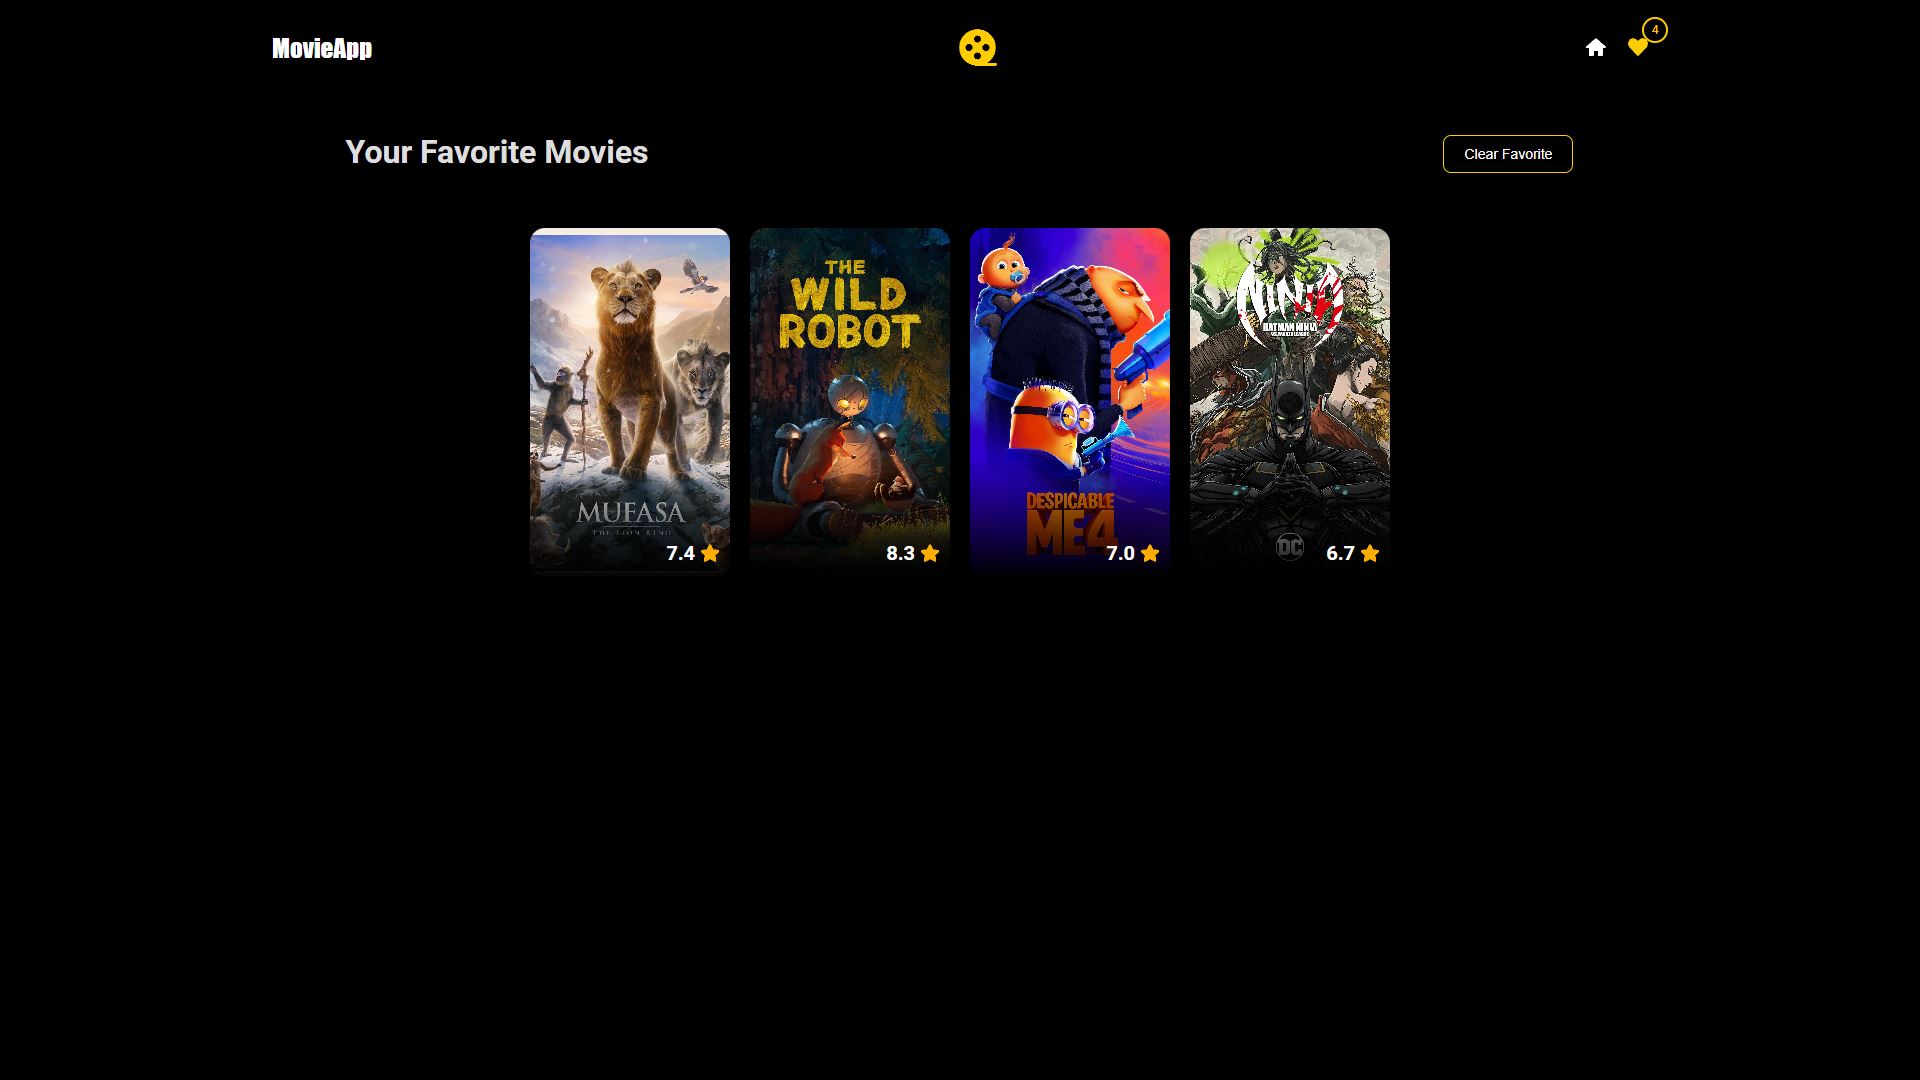 MovieApp
4
Your Favorite Movies
Clear Favorite
MUFASA
THE LION KING
7.4
THE
WILD
ROBOT
8.3
DESPICABLE
ME 4
7.0
NINJA
BATMAN NINJA
DC
6.7